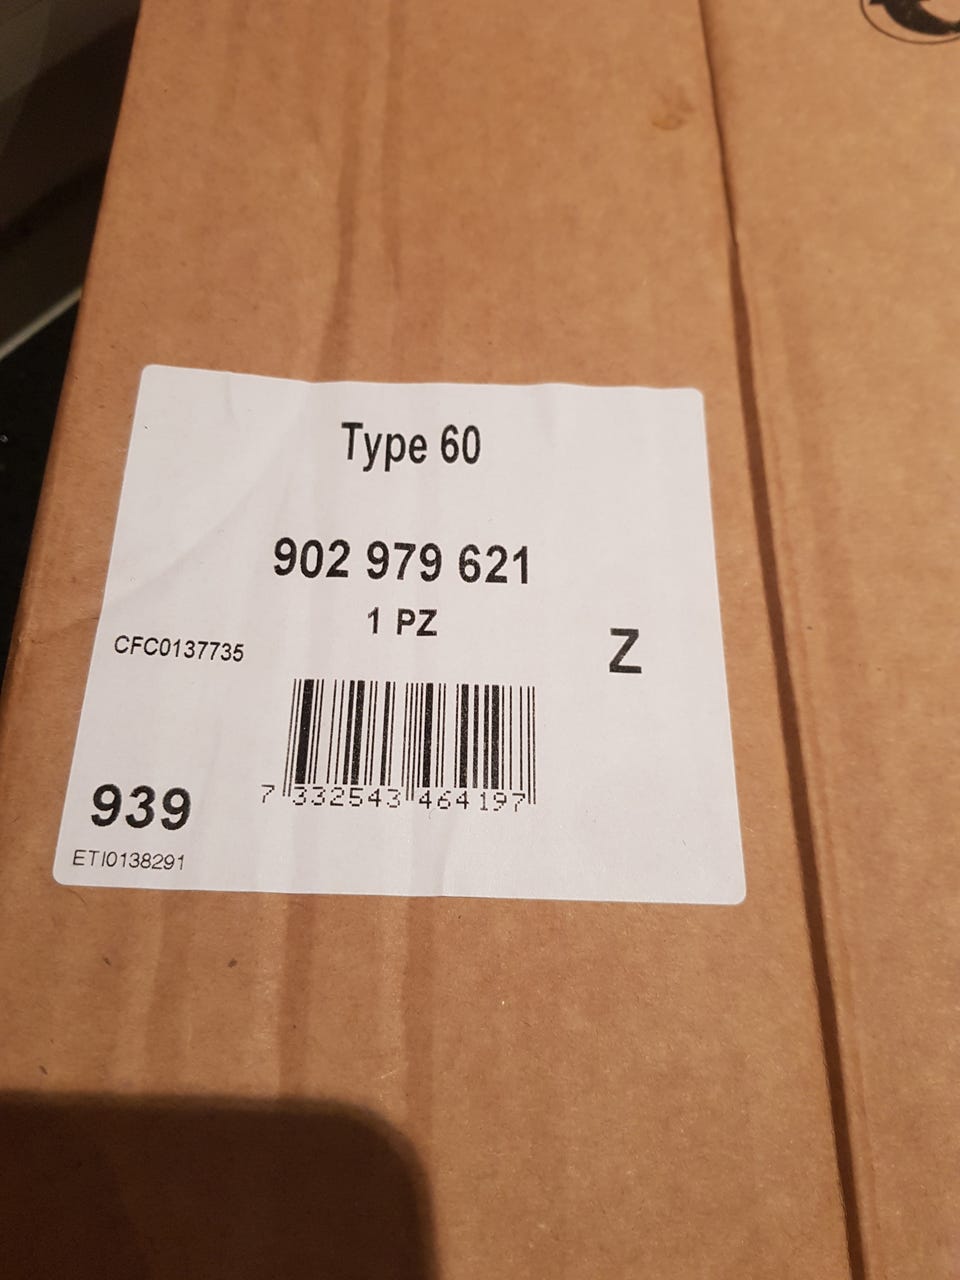 Type 60
902 979 621
1 PZ
CFC0137735
Z
7 332543 464197
939
ETI0138291